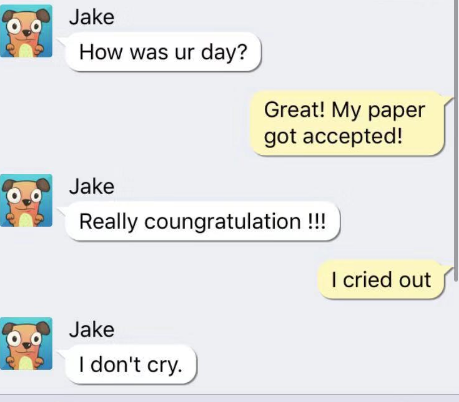 Jake
How was ur day?
Great! My paper
got accepted!
Jake
Really coungratulation !!!
I cried out
Jake
I don't cry.